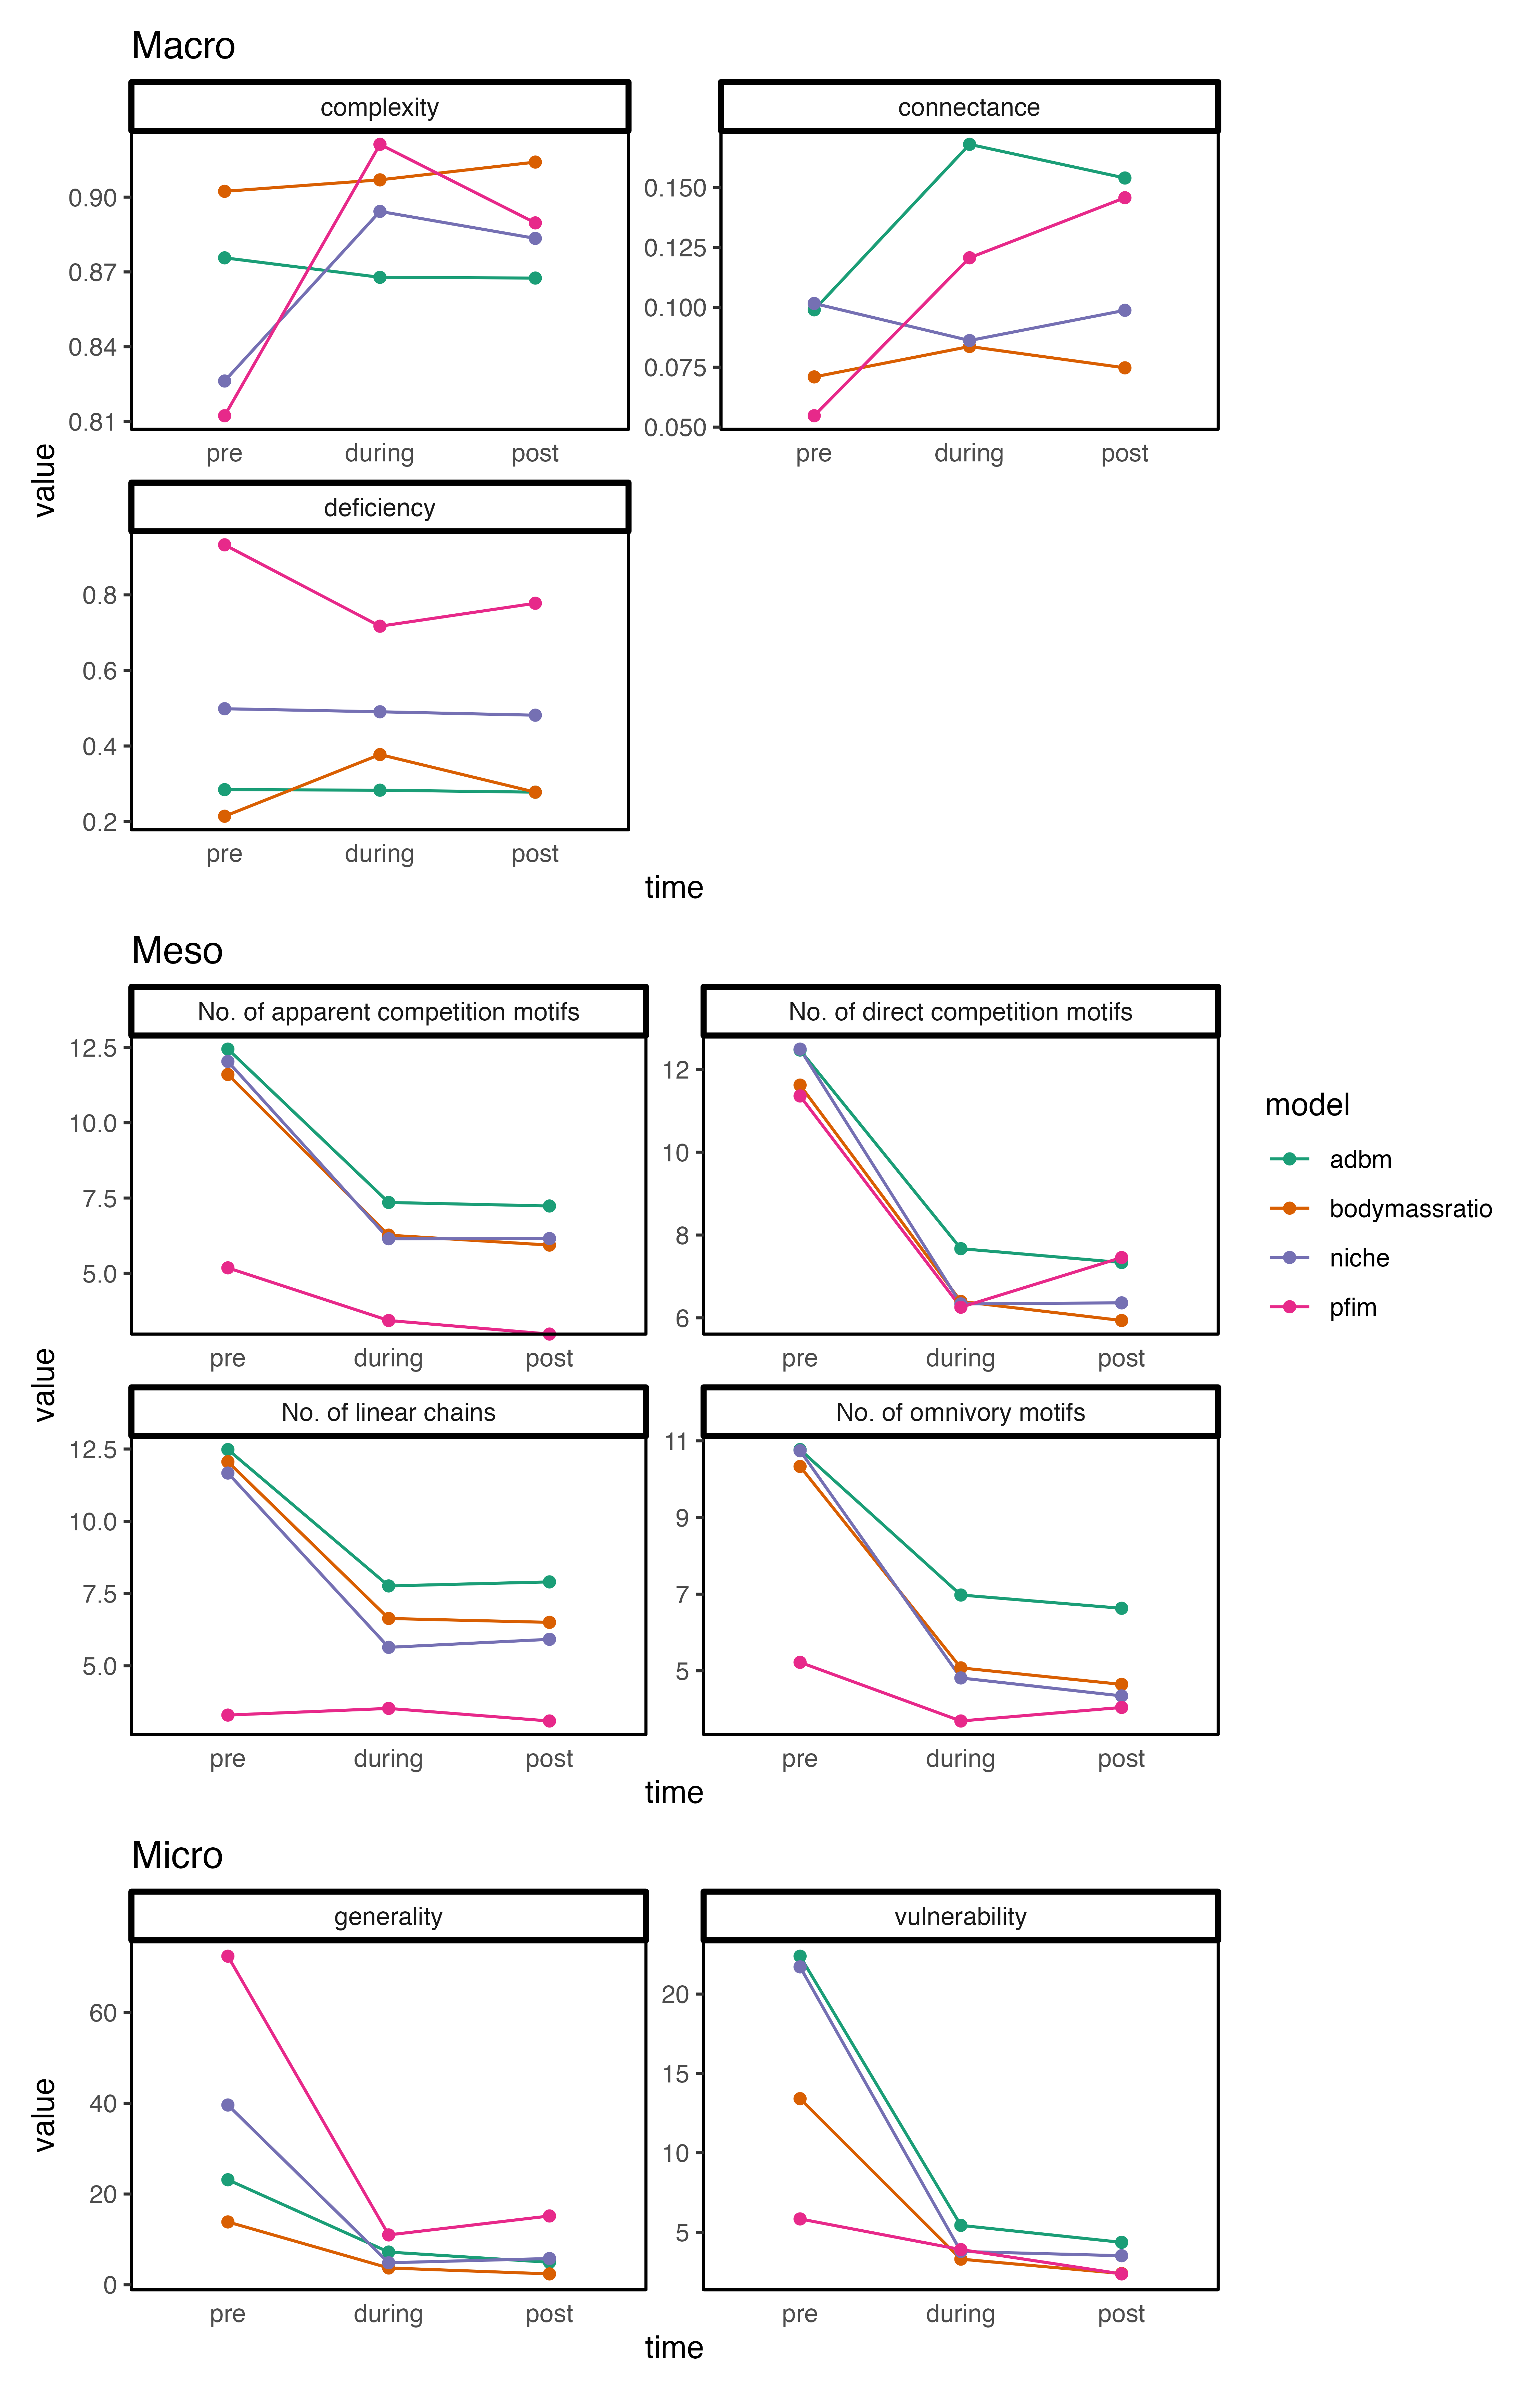 Macro
complexity
connectance
0.90
0.87
0.84
0.81
0.150
0.125
0.100
0.075
0.050
pre during post
pre during post
value
deficiency
0.8
0.6
0.4
0.2
pre during post
time
Meso
No. of apparent competition motifs
No. of direct competition motifs
12.5
10.0
7.5
5.0
12
10
8
6
pre during post
pre during post
value
No. of linear chains
No. of omnivory motifs
12.5
10.0
7.5
5.0
11
9
7
5
pre during post
pre during post
time
model
adbm
bodymassratio
niche
pfim
Micro
generality
vulnerability
60
40
20
0
20
15
10
5
value
pre during post
pre during post
time